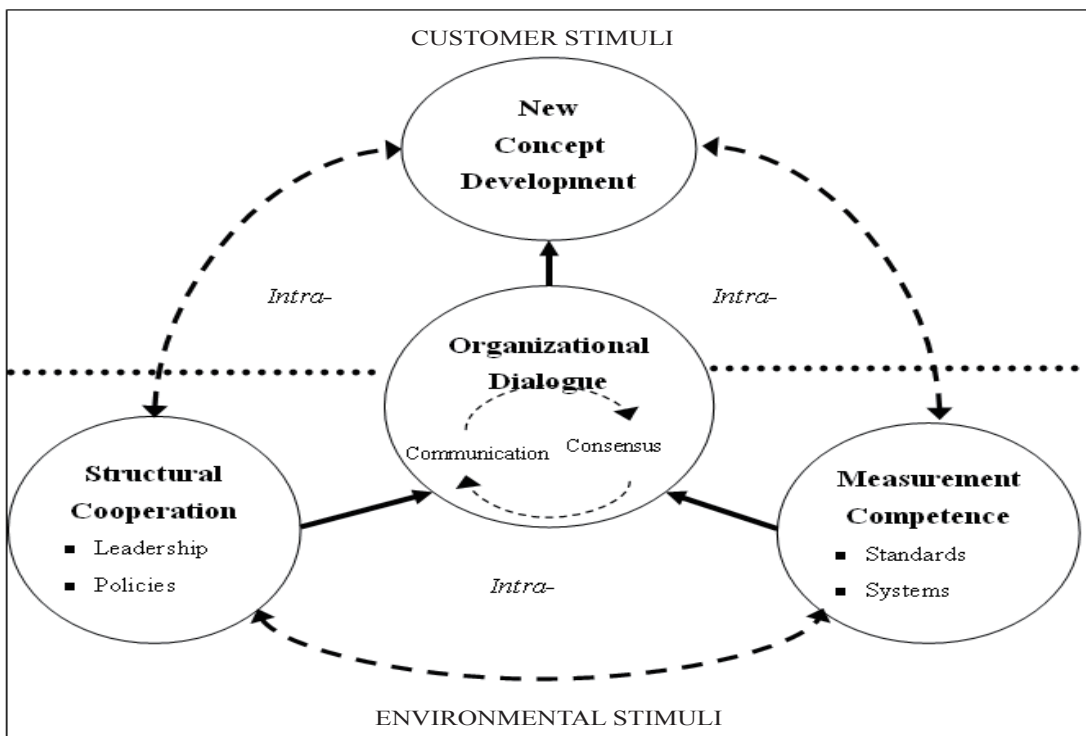 CUSTOMER STIMULI
New
Concept
Development
Intra-
Intra-
Organizational
Dialogue
Communication
Consensus
Structural
Cooperation
▪ Leadership
▪ Policies
Measurement
Competence
▪ Standards
▪ Systems
Intra-
ENVIRONMENTAL STIMULI